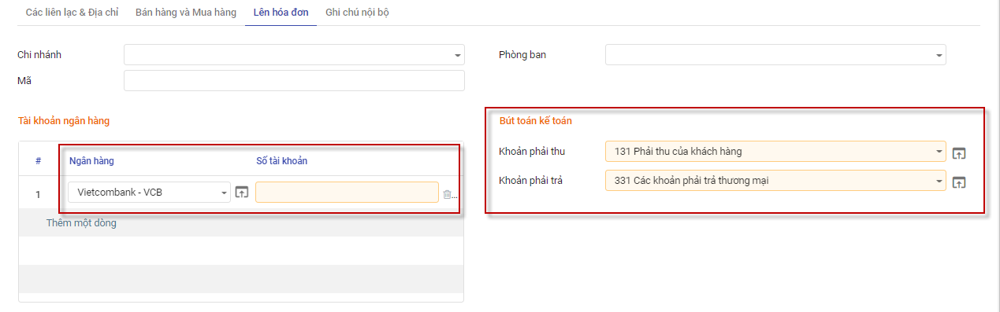 Các liên lạc & Địa chỉ Bán hàng và Mua hàng Lên hóa đơn Ghi chú nội bộ
Chi nhánh Phòng ban
Mã
Tài khoản ngân hàng Bút toán kế toán
Khoản phải thu 131 Phải thu của khách hàng
# Ngân hàng Số tài khoản
Khoản phải trả 331 Các khoản phải trả thương mại
1 Vietcombank - VCB ...
Thêm một dòng